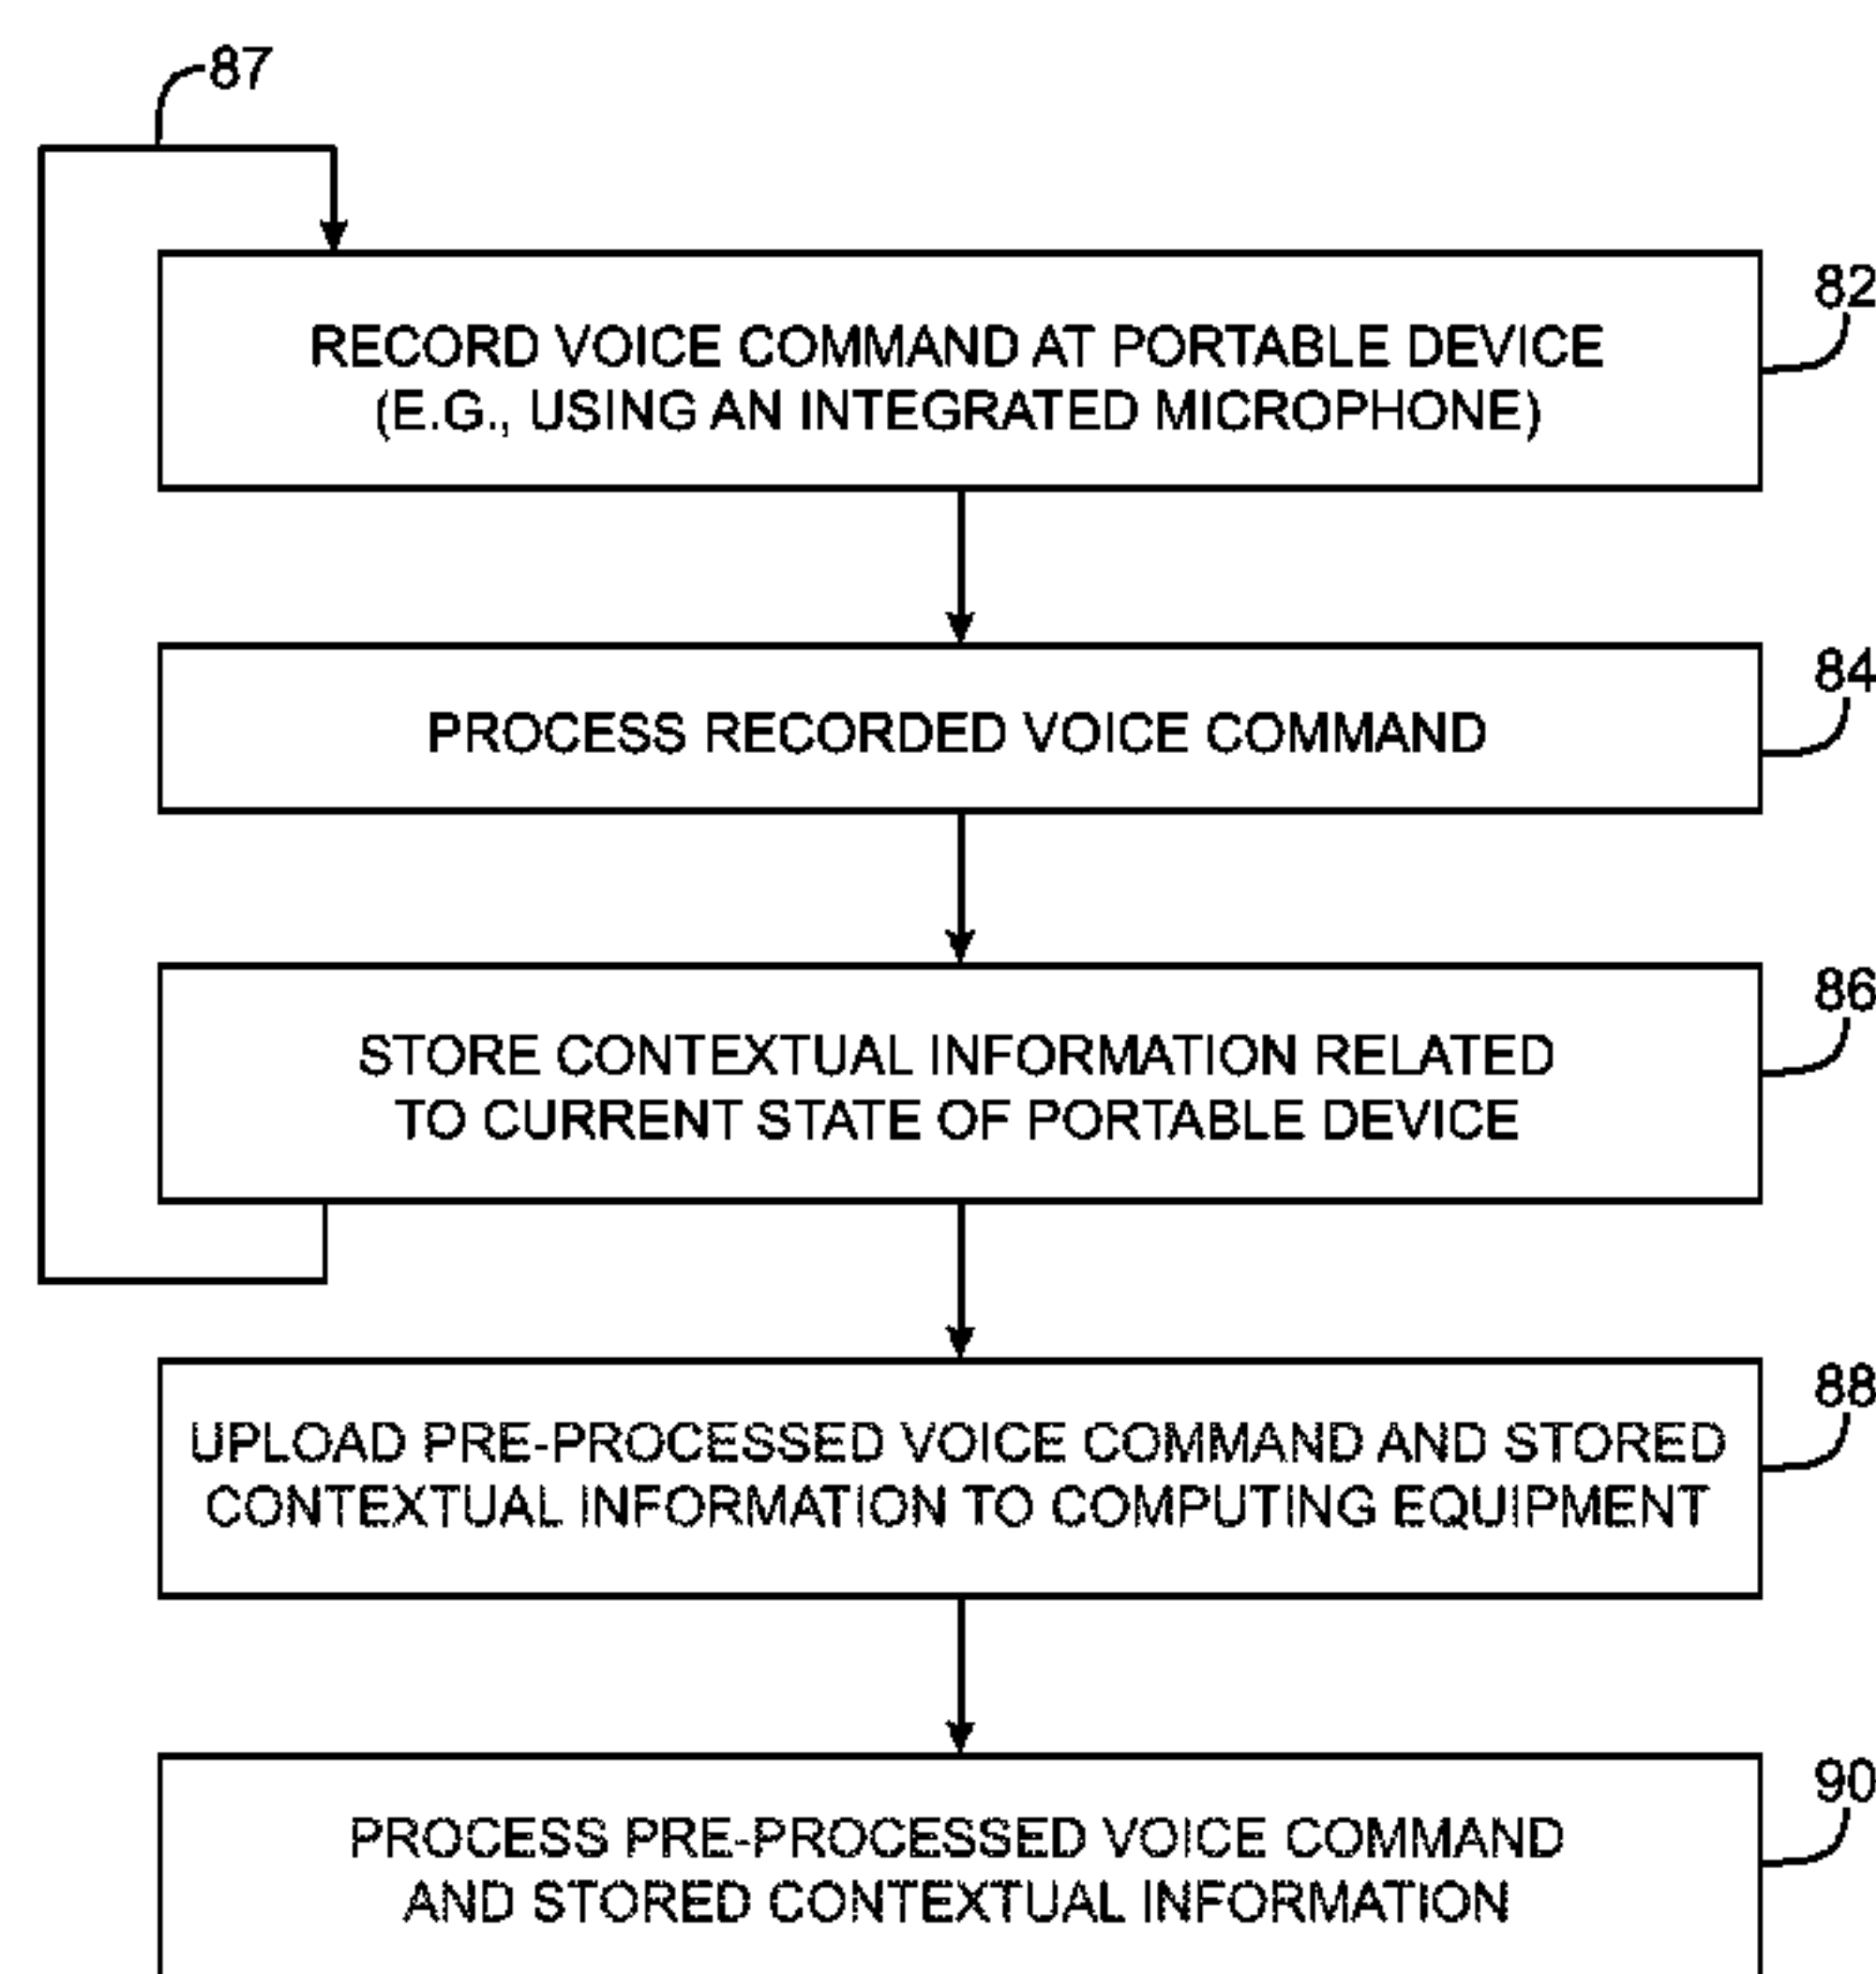 87
82
RECORD VOICE COMMAND AT PORTABLE DEVICE
(E.G., USING AN INTEGRATED MICROPHONE)
84
PROCESS RECORDED VOICE COMMAND
86
STORE CONTEXTUAL INFORMATION RELATED
TO CURRENT STATE OF PORTABLE DEVICE
88
UPLOAD PRE-PROCESSED VOICE COMMAND AND STORED
CONTEXTUAL INFORMATION TO COMPUTING EQUIPMENT
90
PROCESS PRE-PROCESSED VOICE COMMAND
AND STORED CONTEXTUAL INFORMATION